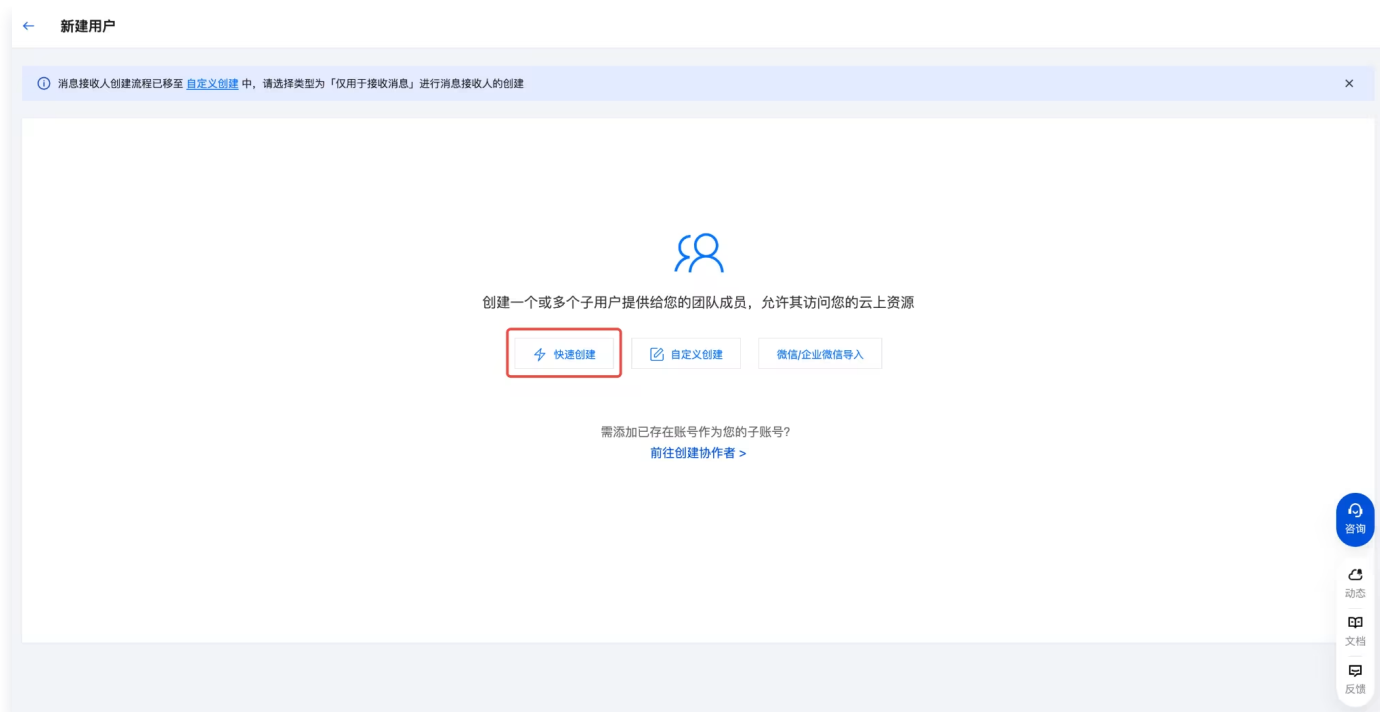 新建用户
消息接收人创建流程已移至 自定义创建 中，请选择类型为「仅用于接收消息」进行消息接收人的创建
创建一个或多个子用户提供给您的团队成员，允许其访问您的云上资源
快速创建
自定义创建
微信/企业微信导入
需添加已存在账号作为您的子账号?
前往创建协作者 >
咨询
动态
文档
反馈